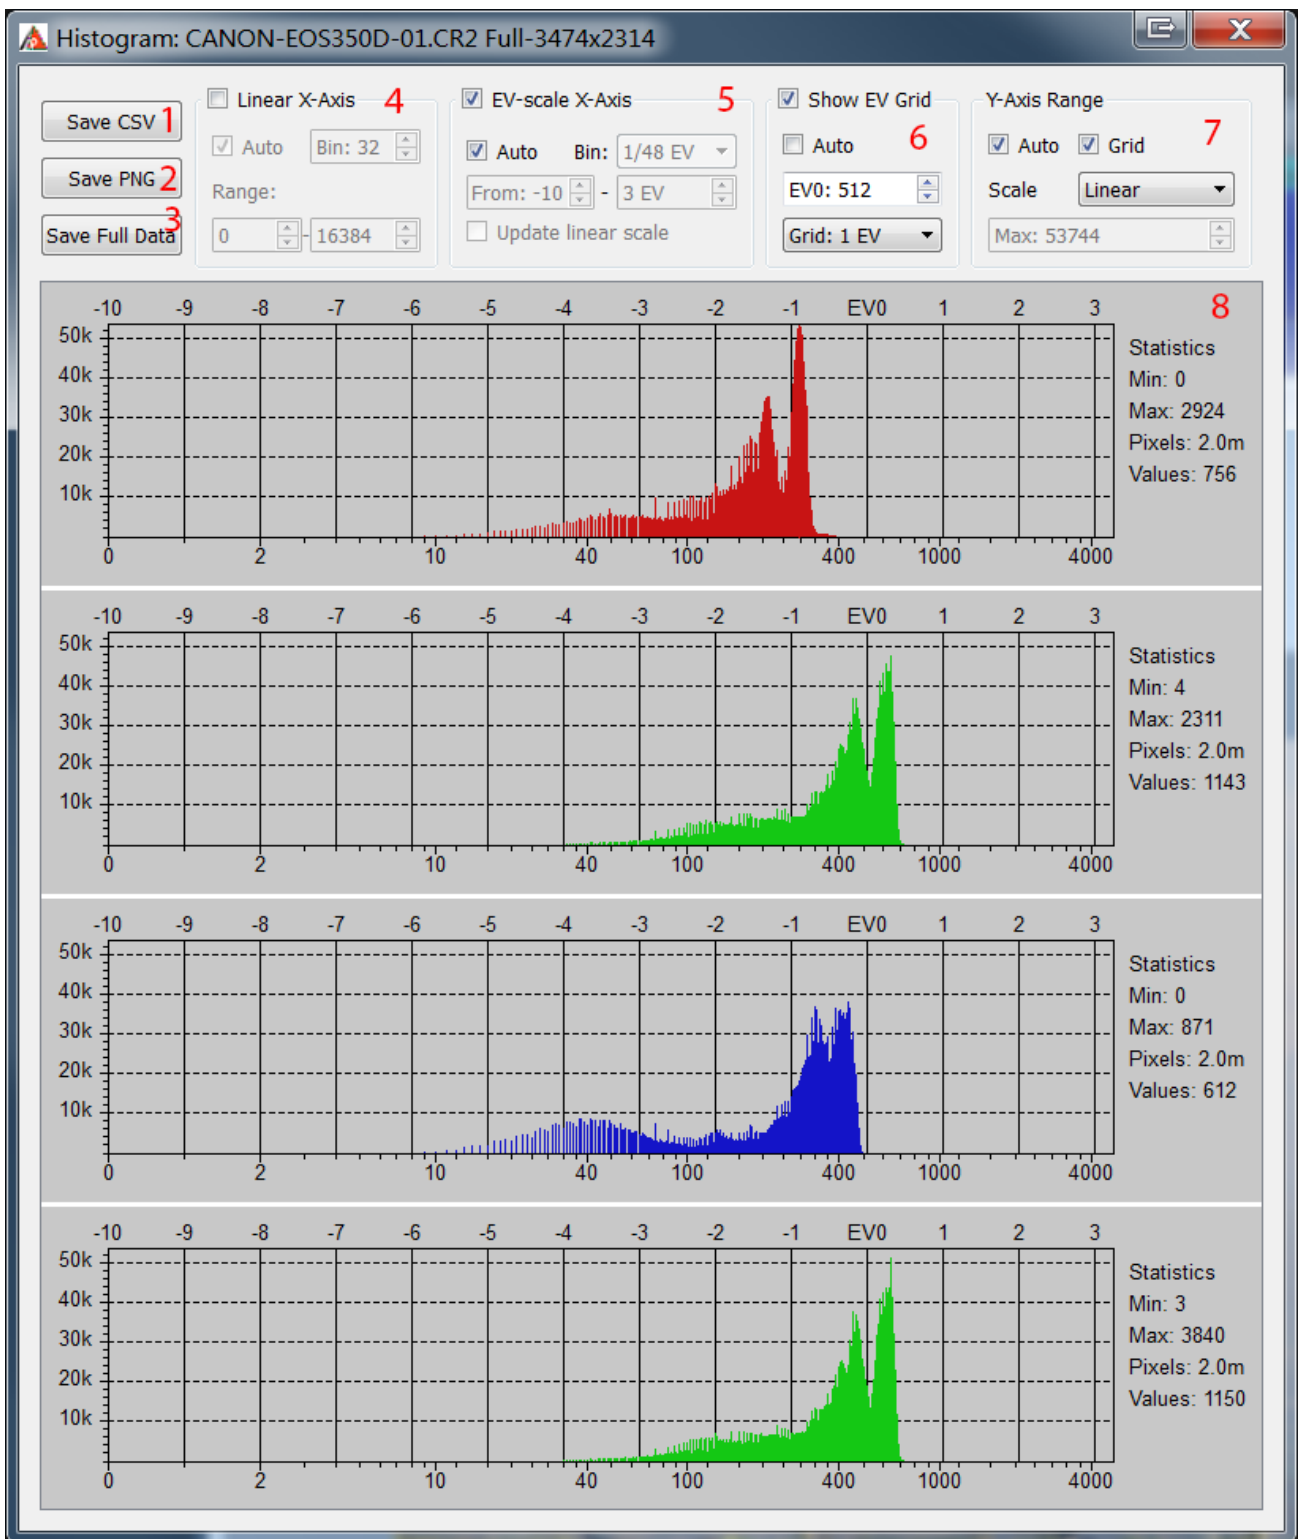 Histogram: CANON-EOS350D-01.CR2 Full-3474x2314
Save CSV 1
Save PNG 2
Save Full Data 3
Linear X-Axis 4
Auto Bin: 32
Range:
0 - 16384
EV-scale X-Axis 5
Auto Bin: 1/48 EV
From: -10 - 3 EV
Update linear scale
Show EV Grid
Auto 6
EV0: 512
Grid: 1 EV
Y-Axis Range
Auto Grid 7
Scale Linear
Max: 53744
8
-10 -9 -8 -7 -6 -5 -4 -3 -2 -1 EV0 1 2 3
50k
40k
30k
20k
10k
0 2 10 40 100 400 1000 4000
Statistics
Min: 0
Max: 2924
Pixels: 2.0m
Values: 756
-10 -9 -8 -7 -6 -5 -4 -3 -2 -1 EV0 1 2 3
50k
40k
30k
20k
10k
0 2 10 40 100 400 1000 4000
Statistics
Min: 4
Max: 2311
Pixels: 2.0m
Values: 1143
-10 -9 -8 -7 -6 -5 -4 -3 -2 -1 EV0 1 2 3
50k
40k
30k
20k
10k
0 2 10 40 100 400 1000 4000
Statistics
Min: 0
Max: 871
Pixels: 2.0m
Values: 612
-10 -9 -8 -7 -6 -5 -4 -3 -2 -1 EV0 1 2 3
50k
40k
30k
20k
10k
0 2 10 40 100 400 1000 4000
Statistics
Min: 3
Max: 3840
Pixels: 2.0m
Values: 1150